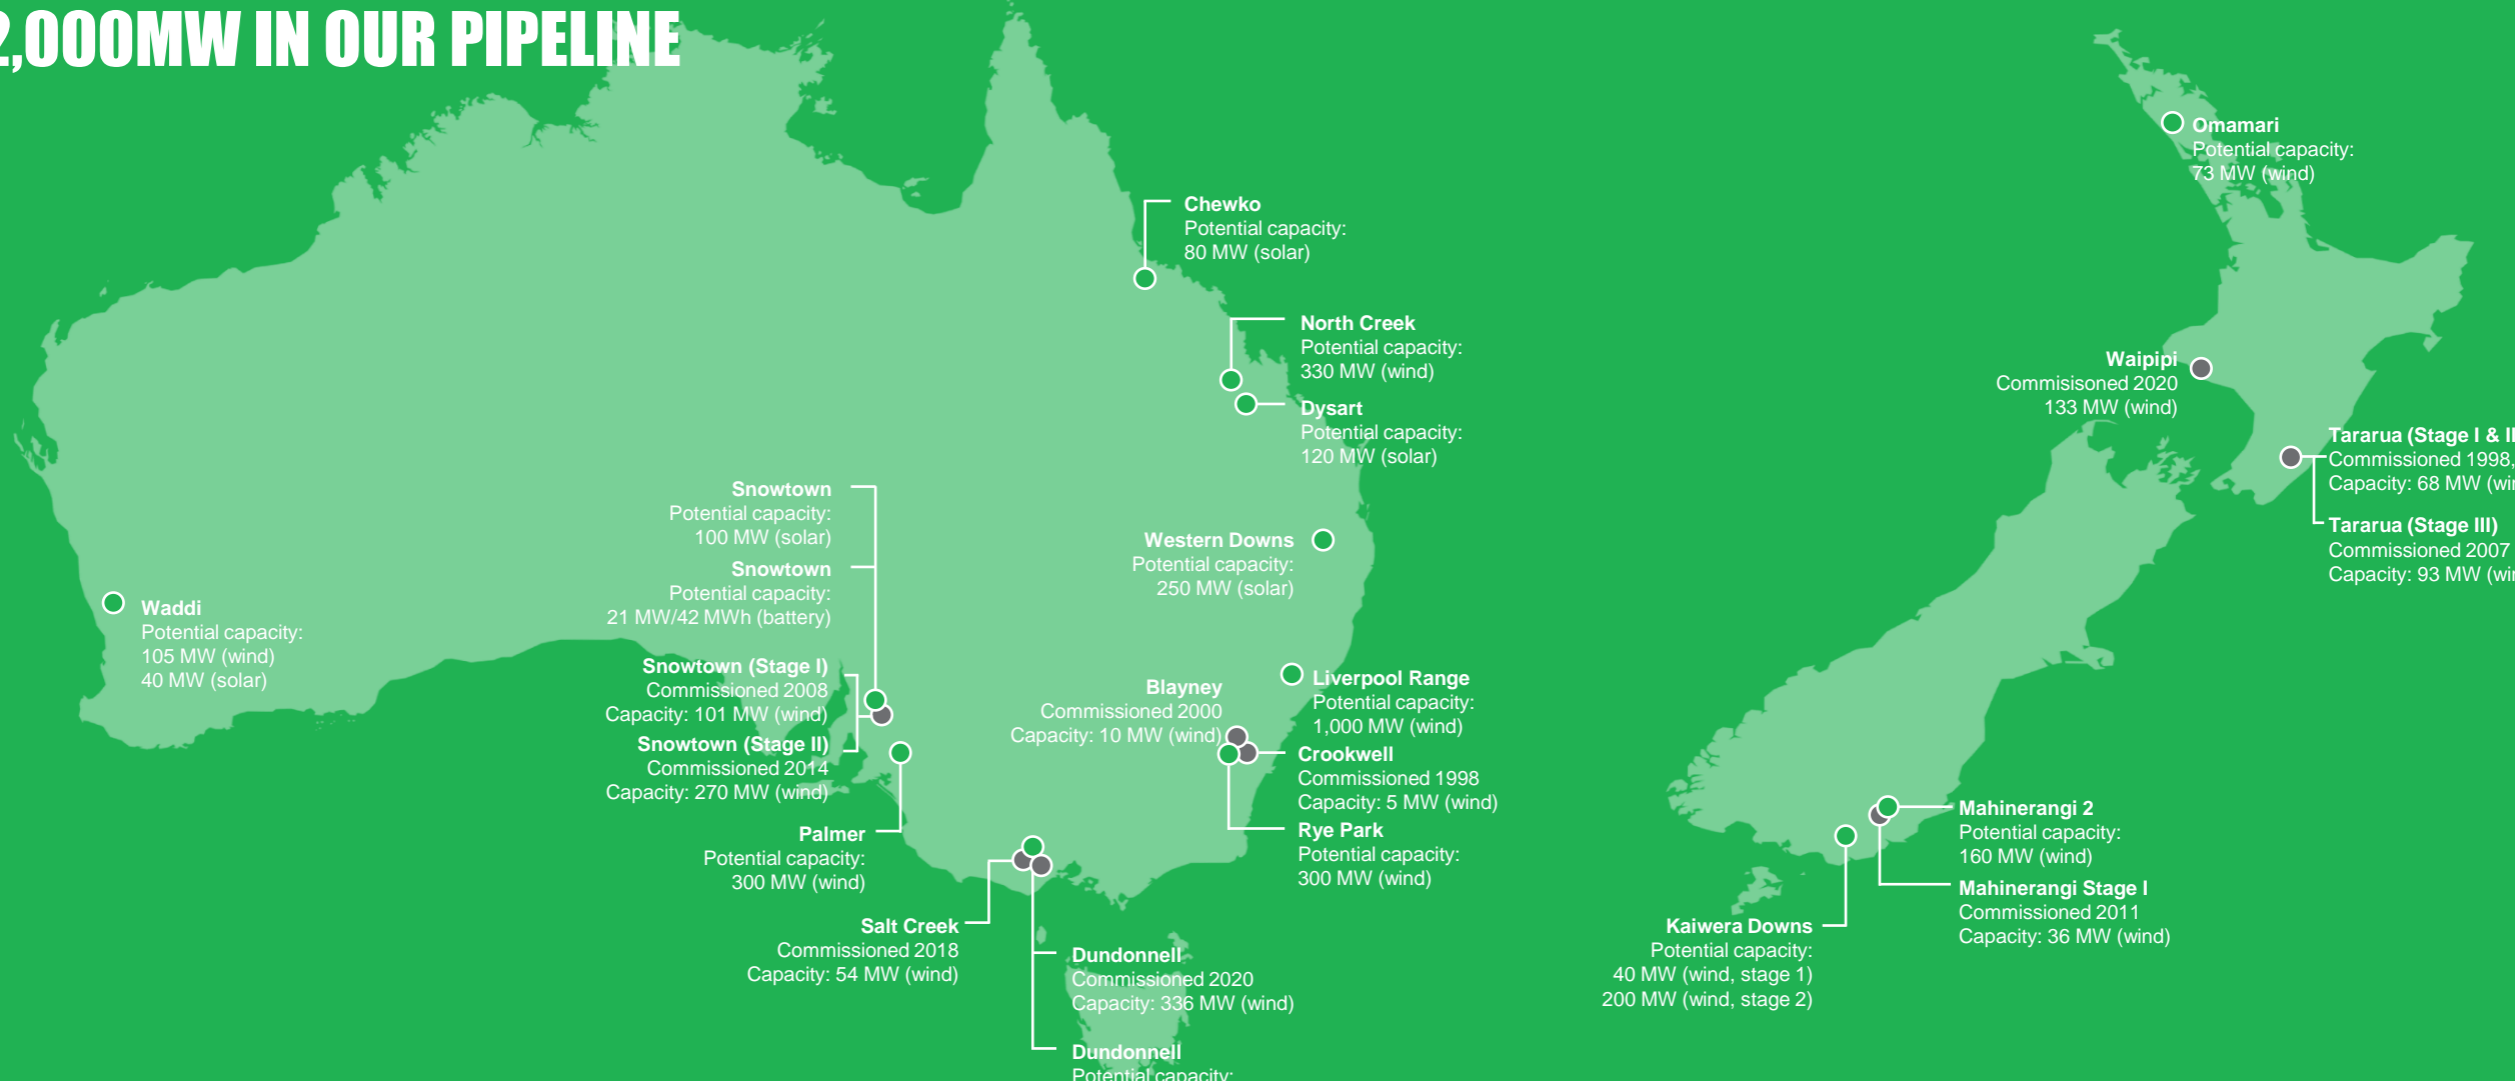 2,000MW IN OUR PIPELINE
Omamari
Potential capacity:
73 MW (wind)
Chewko
Potential capacity:
80 MW (solar)
North Creek
Potential capacity:
330 MW (wind)
Dysart
Potential capacity:
120 MW (solar)
Waipipi
Commisisoned 2020
133 MW (wind)
Tararua (Stage I & II
Commissioned 1998,
Capacity: 68 MW
Tararua (Stage III)
Commissioned 2007
Capacity: 93 MW
Snowtown
Potential capacity:
100 MW (solar)
Snowtown
Potential capacity:
21 MW/42 MWh (battery)
Western Downs
Potential capacity:
250 MW (solar)
Waddi
Potential capacity:
105 MW (wind)
40 MW (solar)
Snowtown (Stage I)
Commissioned 2008
Capacity: 101 MW (wind)
Snowtown (Stage II)
Commissioned 2014
Capacity: 270 MW (wind)
Blayney
Commissioned 2000
Capacity: 10 MW (wind)
Liverpool Range
Potential capacity:
1,000 MW (wind)
Crookwell
Commissioned 1998
Capacity: 5 MW (wind)
Rye Park
Potential capacity:
300 MW (wind)
Palmer
Potential capacity:
300 MW (wind)
Salt Creek
Commissioned 2018
Capacity: 54 MW (wind)
Dundonnell
Commissioned 2020
Capacity: 336 MW (wind)
Dundonnell
Potential capacity:
Mahinerangi 2
Potential capacity:
160 MW (wind)
Mahinerangi Stage I
Commissioned 2011
Capacity: 36 MW (wind)
Kaiwera Downs
Potential capacity:
40 MW (wind, stage 1)
200 MW (wind, stage 2)